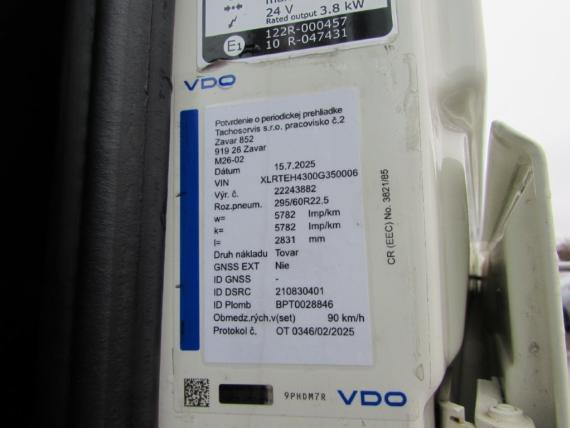 24 V
Rated output 3.8 kW
E1
122R-000457
10 R-047431
VDO
Potvrdenie o periodickej prehliadke
Tachoservis s.r.o. pracovisko č.2
Zavar 852
919 26 Zavar
M26-02
Dátum 15.7.2025
VIN XLRTEH4300G350006
Výr. č. 22243882
Roz.pneum. 295/60R22,5
w= 5782 Imp/km
k= 5782 Imp/km
l= 2831 mm
Druh nákladu Tovar
GNSS EXT Nie
ID GNSS -
ID DSRC 210830401
ID Plomb BPT0028846
Obmedz.rých.v(set) 90 km/h
Protokol č. OT 0346/02/2025
CR (EEC) No. 3821/85
9PHDM7R
VDO